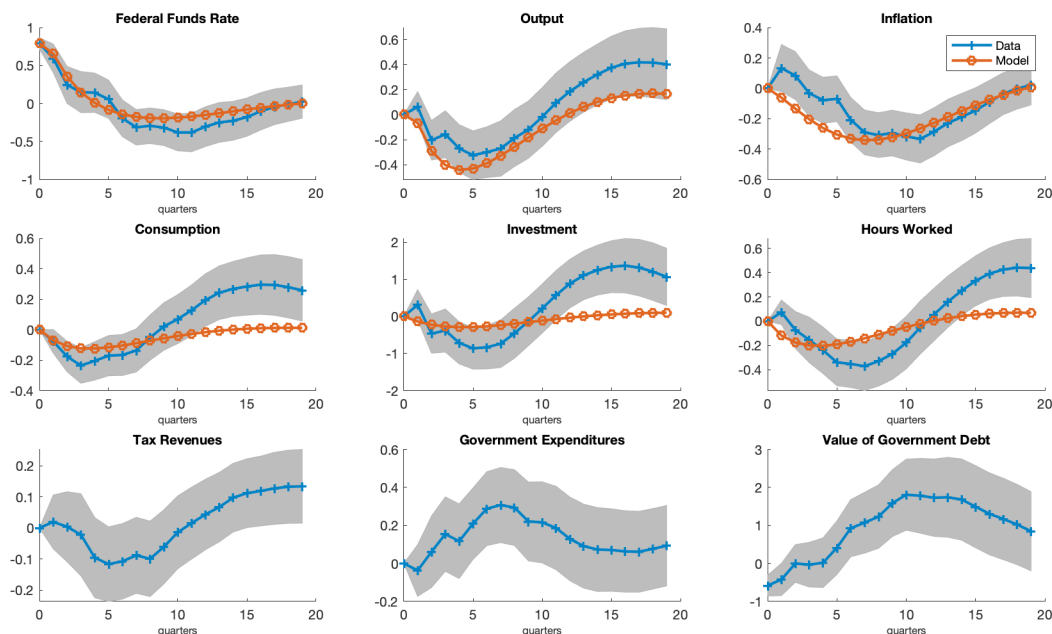 Federal Funds Rate
1
0.5
0
-0.5
-1
0 5 10 15 20
quarters
Output
0.6
0.4
0.2
0
-0.2
-0.4
0 5 10 15 20
quarters
Inflation
0.4
0.2
0
-0.2
-0.4
-0.6
0 5 10 15 20
quarters
Data
Model
Consumption
0.6
0.4
0.2
0
-0.2
-0.4
0 5 10 15 20
quarters
Investment
2
1
0
-1
2
0 5 10 15 20
quarters
Hours Worked
0.6
0.4
0.2
0
-0.2
-0.4
0 5 10 15 20
quarters
Tax Revenues
0.2
0.1
0
-0.1
-0.2
0 5 10 15 20
quarters
Government Expenditures
0.6
0.4
0.2
0
-0.2
0 5 10 15 20
quarters
Value of Government Debt
3
2
1
0
-1
0 5 10 15 20
quarters